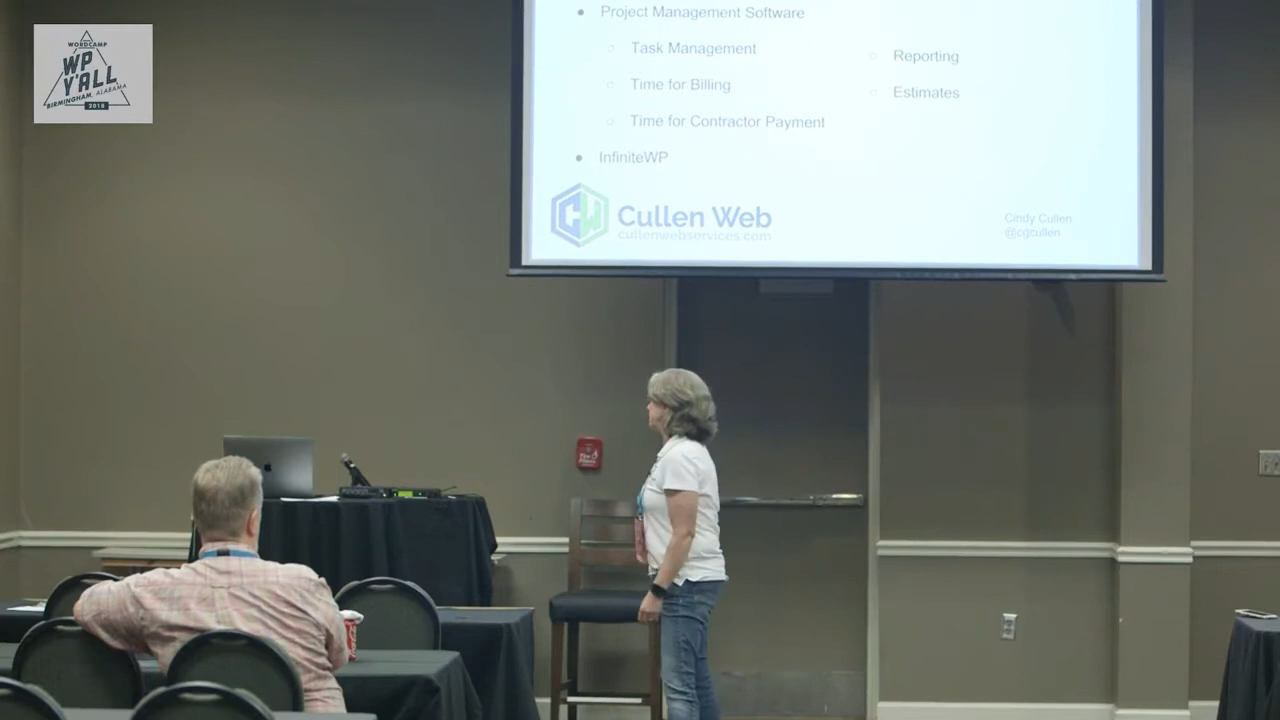 WORDCAMP
WP
Y'ALL
BIRMINGHAM, ALABAMA
2018
• Project Management Software
○ Task Management
○ Time for Billing
○ Time for Contractor Payment
○ Reporting
○ Estimates
• InfiniteWP
CW Cullen Web
cullenwebservices.com
Cindy Cullen
@cgcullen